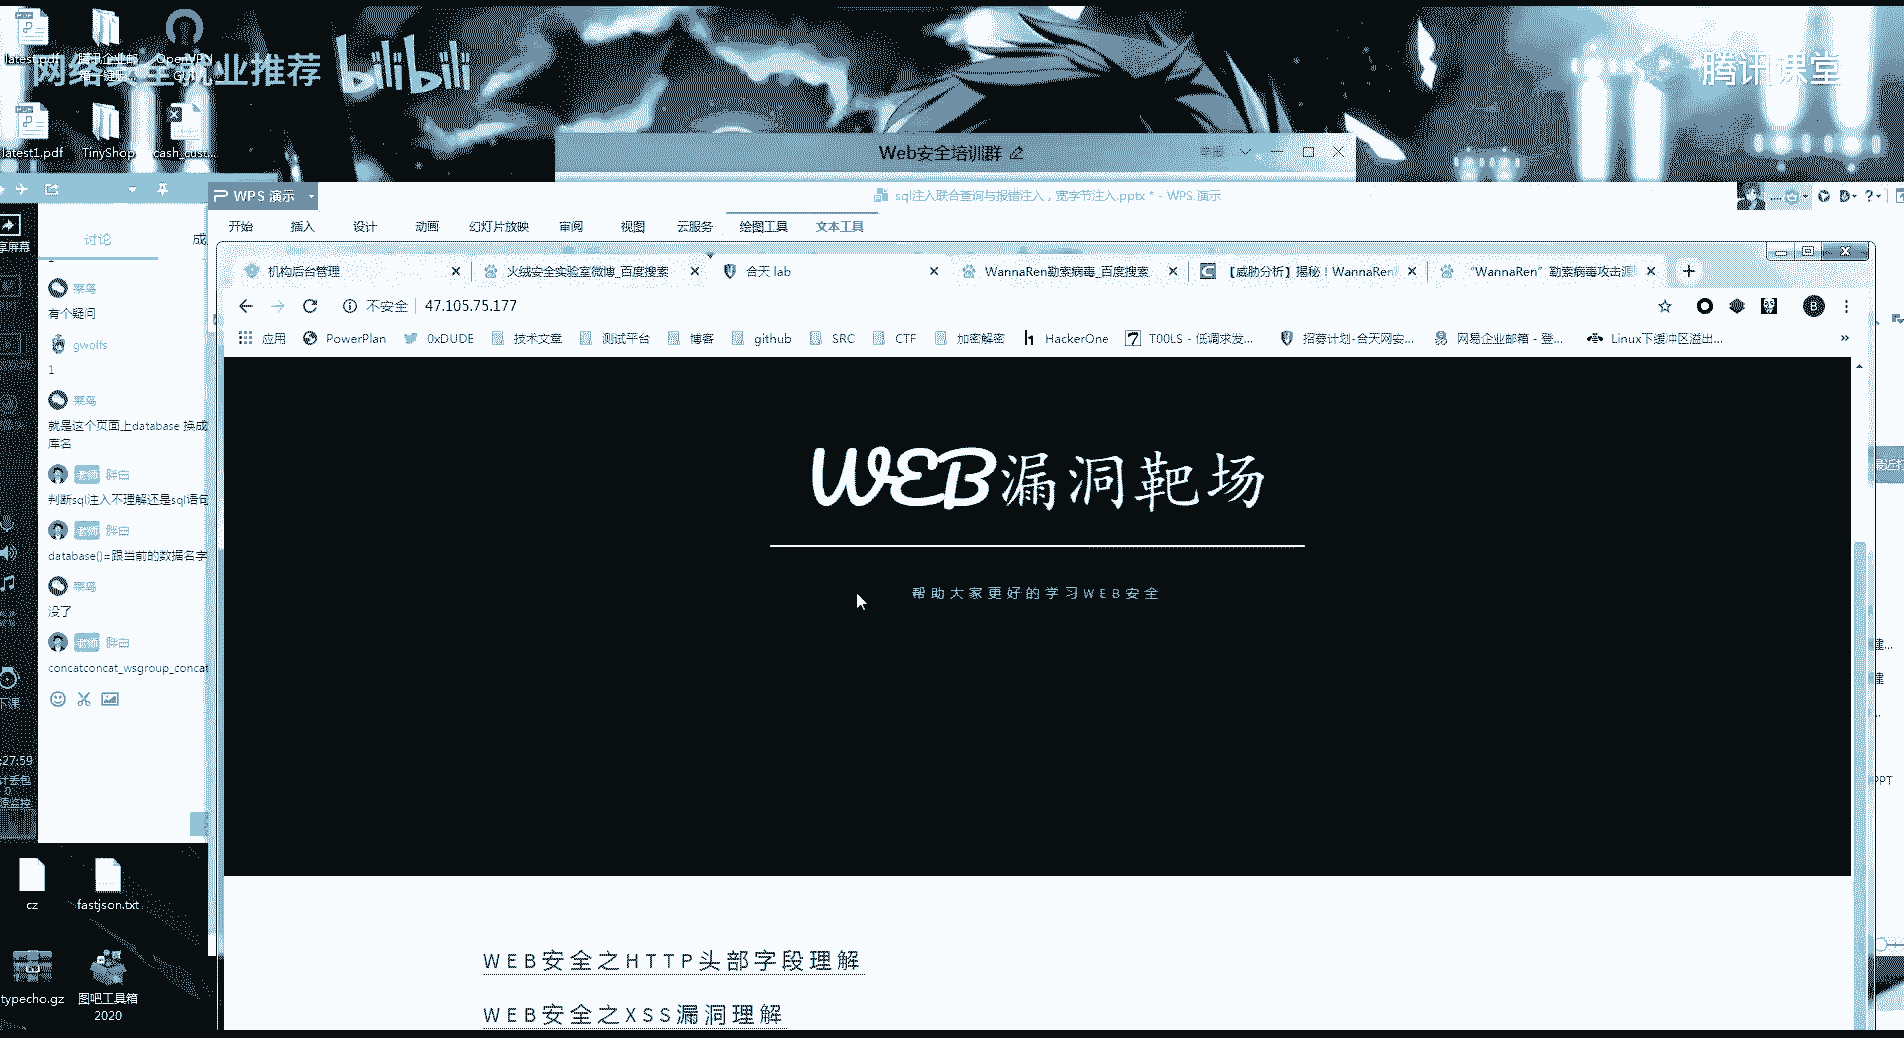 网络安全就业推荐 bilibili
腾讯课堂
latest.pdf
OpenVPN GUI
latest1.pdf
TinyShop
cash_cust...
Web安全培训群
举报
WPS 演示
sql注入联合查询与报错注入，宽字节注入.pptx * - WPS 演示
开始 插入 设计 动画 幻灯片放映 审阅 视图 云服务 绘图工具 文本工具
享屏幕
讨论
成
菜鸟
有个疑问
gwolfs
1
菜鸟
就是这个页面上database 换成
库名
老师
判断sql注入不理解还是sql语句
老师
database()=跟当前的数据名字
菜鸟
没了
老师
concatconcat_wsgroup_concat
下课
:27:59
机构后台管理
火绒安全实验室微博_百度搜索
合天 lab
WannaRen勒索病毒_百度搜索
【威胁分析】揭秘！WannaRen
“WannaRen”勒索病毒攻击源
不安全 47.105.75.177
应用 PowerPlan 0xDUDE 技术文章 测试平台 博客 github SRC CTF 加密解密 HackerOne T00LS - 低调求发... 招募计划-合天网安... 网易企业邮箱 - 登... Linux下缓冲区溢出... »
WEB漏洞靶场
帮助大家更好的学习WEB安全
WEB安全之HTTP头部字段理解
WEB安全之XSS漏洞理解
cz
fastjson.txt
typecho.gz
图吧工具箱
2020